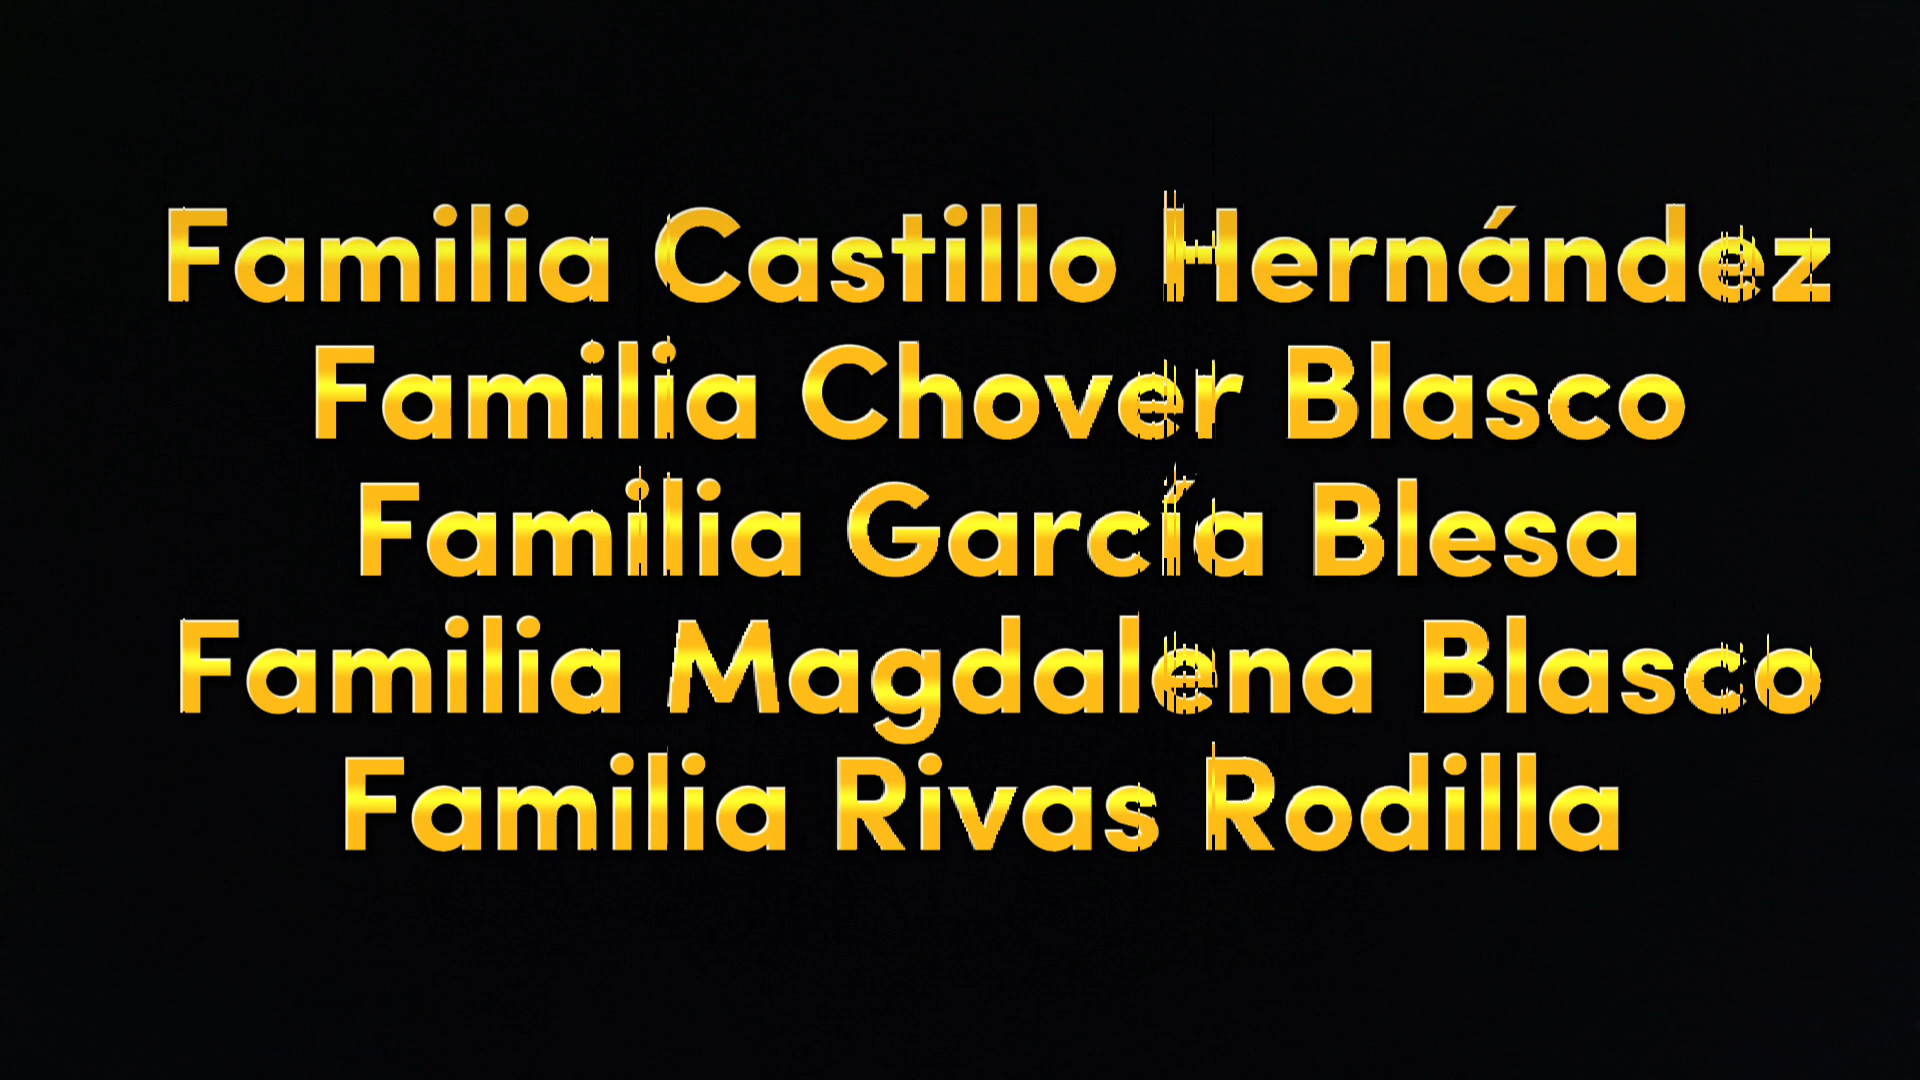 Familia Castillo Hernández
Familia Chover Blasco
Familia García Blesa
Familia Magdalena Blasco
Familia Rivas Rodilla